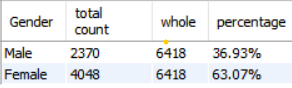 Gender total count whole percentage
Male 2370 6418 36.93%
Female 4048 6418 63.07%